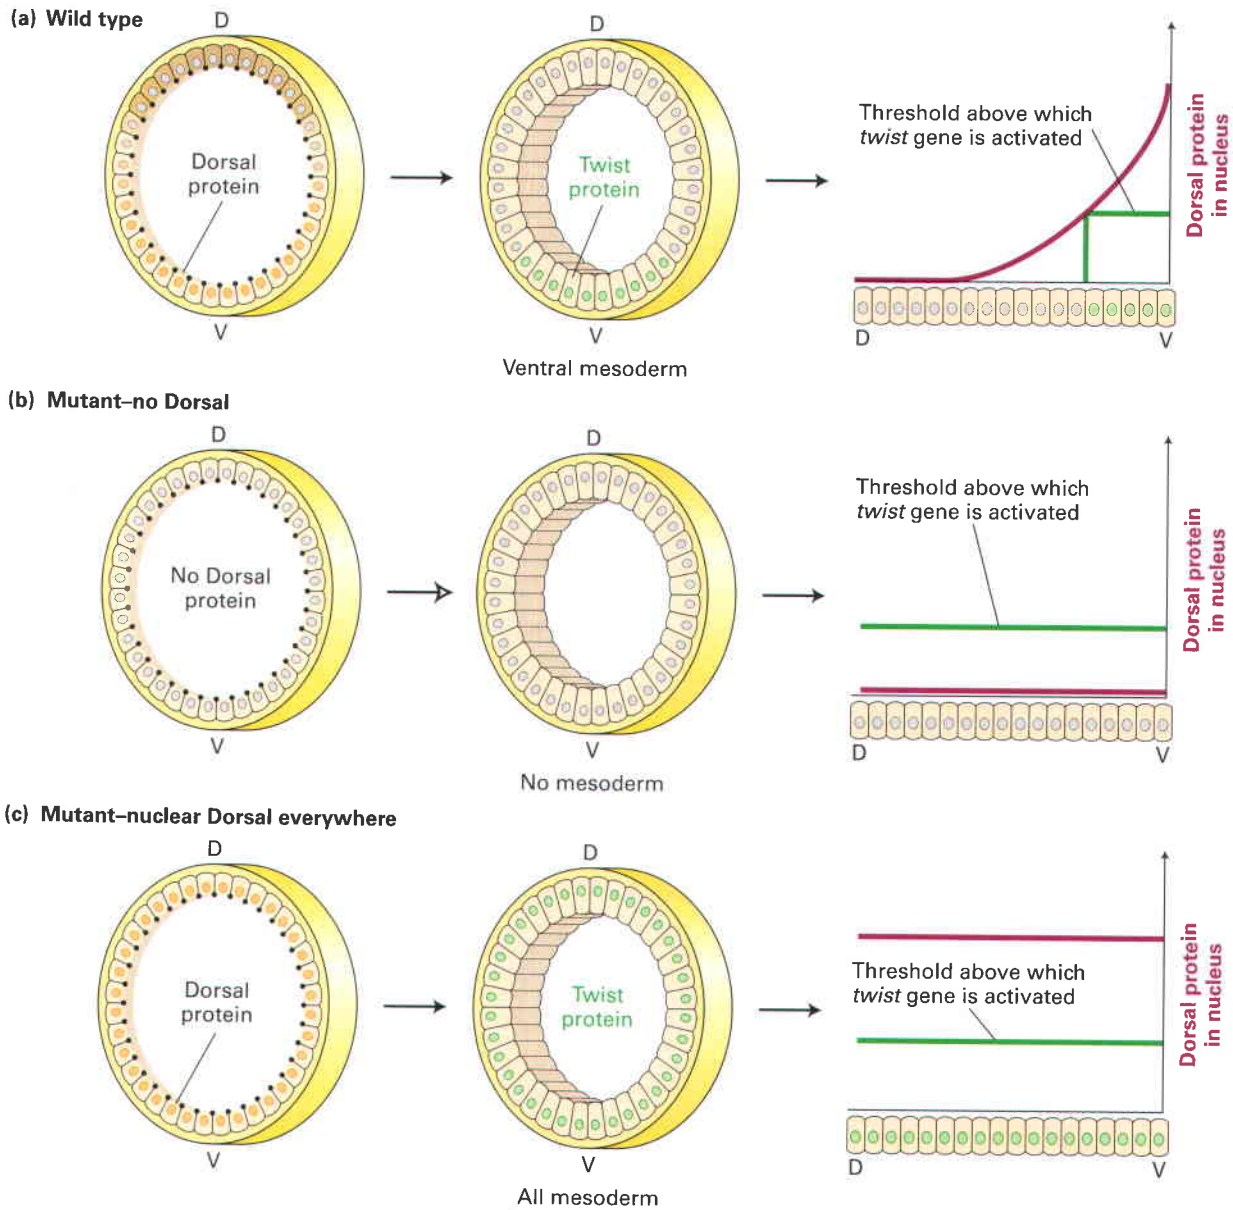 (a) Wild type
D
D
Dorsal
protein
Twist
protein
Threshold above which
twist gene is activated
Dorsal protein
in nucleus
V
V
D
V
Ventral mesoderm
(b) Mutant–no Dorsal
D
D
No Dorsal
protein
Threshold above which
twist gene is activated
Dorsal protein
in nucleus
V
V
D
V
No mesoderm
(c) Mutant–nuclear Dorsal everywhere
D
D
Dorsal
protein
Twist
protein
Threshold above which
twist gene is activated
Dorsal protein
in nucleus
V
V
D
V
All mesoderm